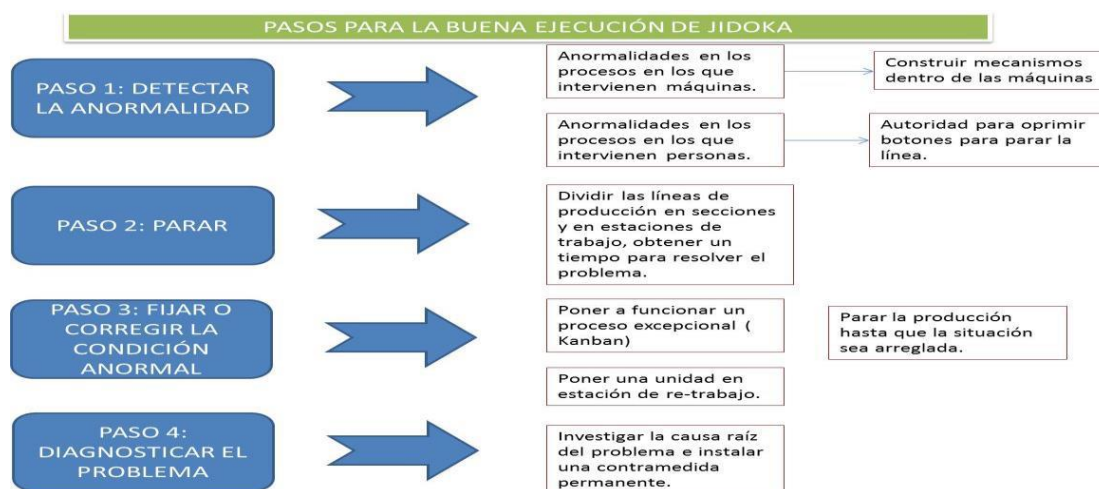 PASOS PARA LA BUENA EJECUCIÓN DE JIDOKA
PASO 1: DETECTAR
LA ANORMALIDAD
Anormalidades en los
procesos en los que
intervienen máquinas.
Construir mecanismos
dentro de las máquinas
Anormalidades en los
procesos en los que
intervienen personas.
Autoridad para oprimir
botones para parar la
línea.
PASO 2: PARAR
Dividir las líneas de
producción en secciones
y en estaciones de
trabajo, obtener un
tiempo para resolver el
problema.
PASO 3: FIJAR O
CORREGIR LA
CONDICIÓN
ANORMAL
Poner a funcionar un
proceso excepcional (
Kanban)
Parar la producción
hasta que la situación
sea arreglada.
Poner una unidad en
estación de re-trabajo.
PASO 4:
DIAGNOSTICAR EL
PROBLEMA
Investigar la causa raíz
del problema e instalar
una contramedida
permanente.